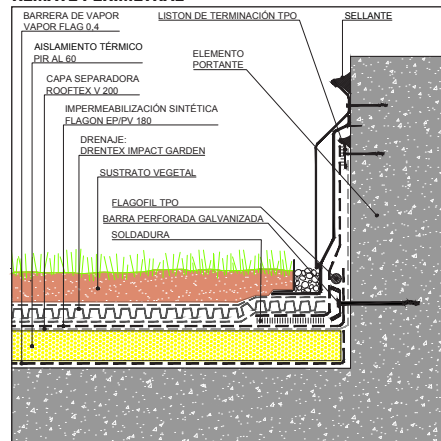 BARRERA DE VAPOR
VAPOR FLAG 0,4
LISTON DE TERMINACIÓN TPO
SELLANTE
AISLAMIENTO TÉRMICO
PIR AL 60
ELEMENTO
PORTANTE
CAPA SEPARADORA
ROOFTEX V 200
IMPERMEABILIZACIÓN SINTÉTICA
FLAGON EP/PV 180
DRENAJE:
DRENTEX IMPACT GARDEN
SUSTRATO VEGETAL
FLAGOFIL TPO
BARRA PERFORADA GALVANIZADA
SOLDADURA